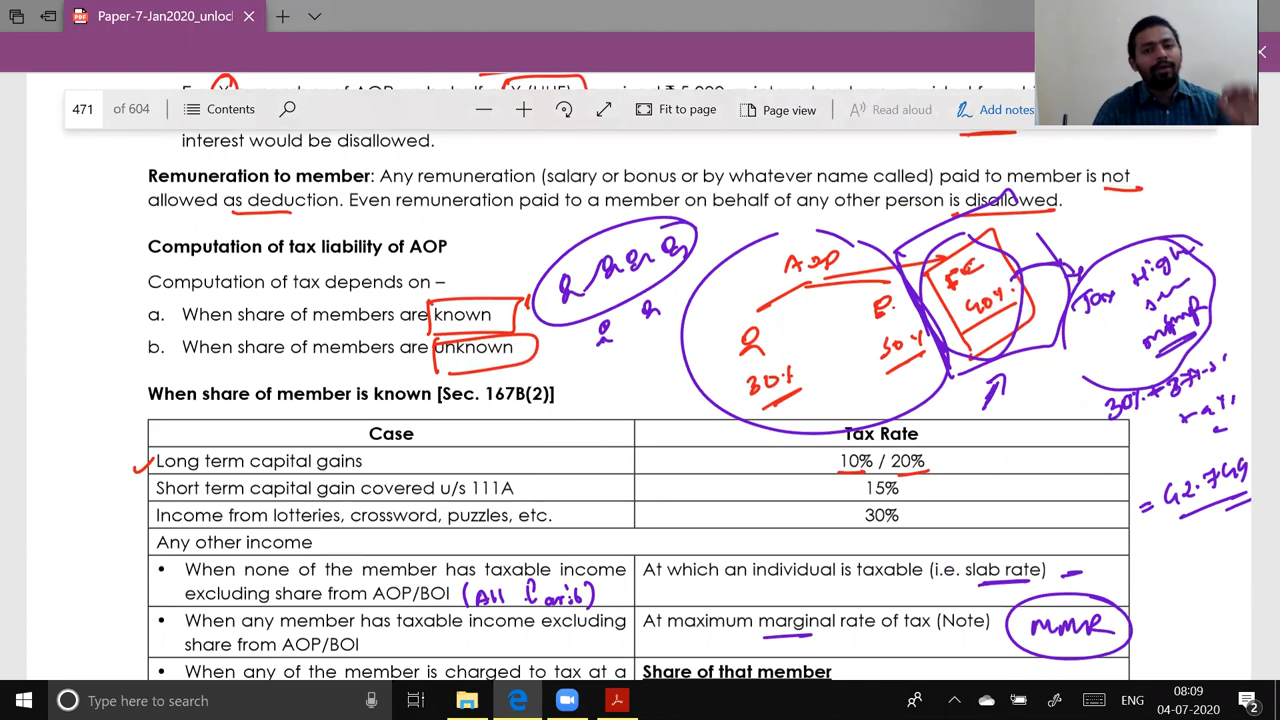 Paper-7-Jan2020_unlock
471 of 604 Contents Fit to page Page view Read aloud Add notes
interest would be disallowed.
Remuneration to member: Any remuneration (salary or bonus or by whatever name called) paid to member is not
allowed as deduction. Even remuneration paid to a member on behalf of any other person is disallowed.
Computation of tax liability of AOP
Computation of tax depends on –
a. When share of members are known
b. When share of members are unknown
AOP
30%
50%
40%
Tax High
MMR
= 42.744%
When share of member is known [Sec. 167B(2)]
Case Tax Rate
Long term capital gains 10% / 20%
Short term capital gain covered u/s 111A 15%
Income from lotteries, crossword, puzzles, etc. 30%
Any other income
• When none of the member has taxable income At which an individual is taxable (i.e. slab rate)
excluding share from AOP/BOI (All
• When any member has taxable income excluding At maximum marginal rate of tax (Note) MMR
share from AOP/BOI
• When any of the member is charged to tax at a Share of that member
Type here to search
ENG
08:09
04-07-2020
2